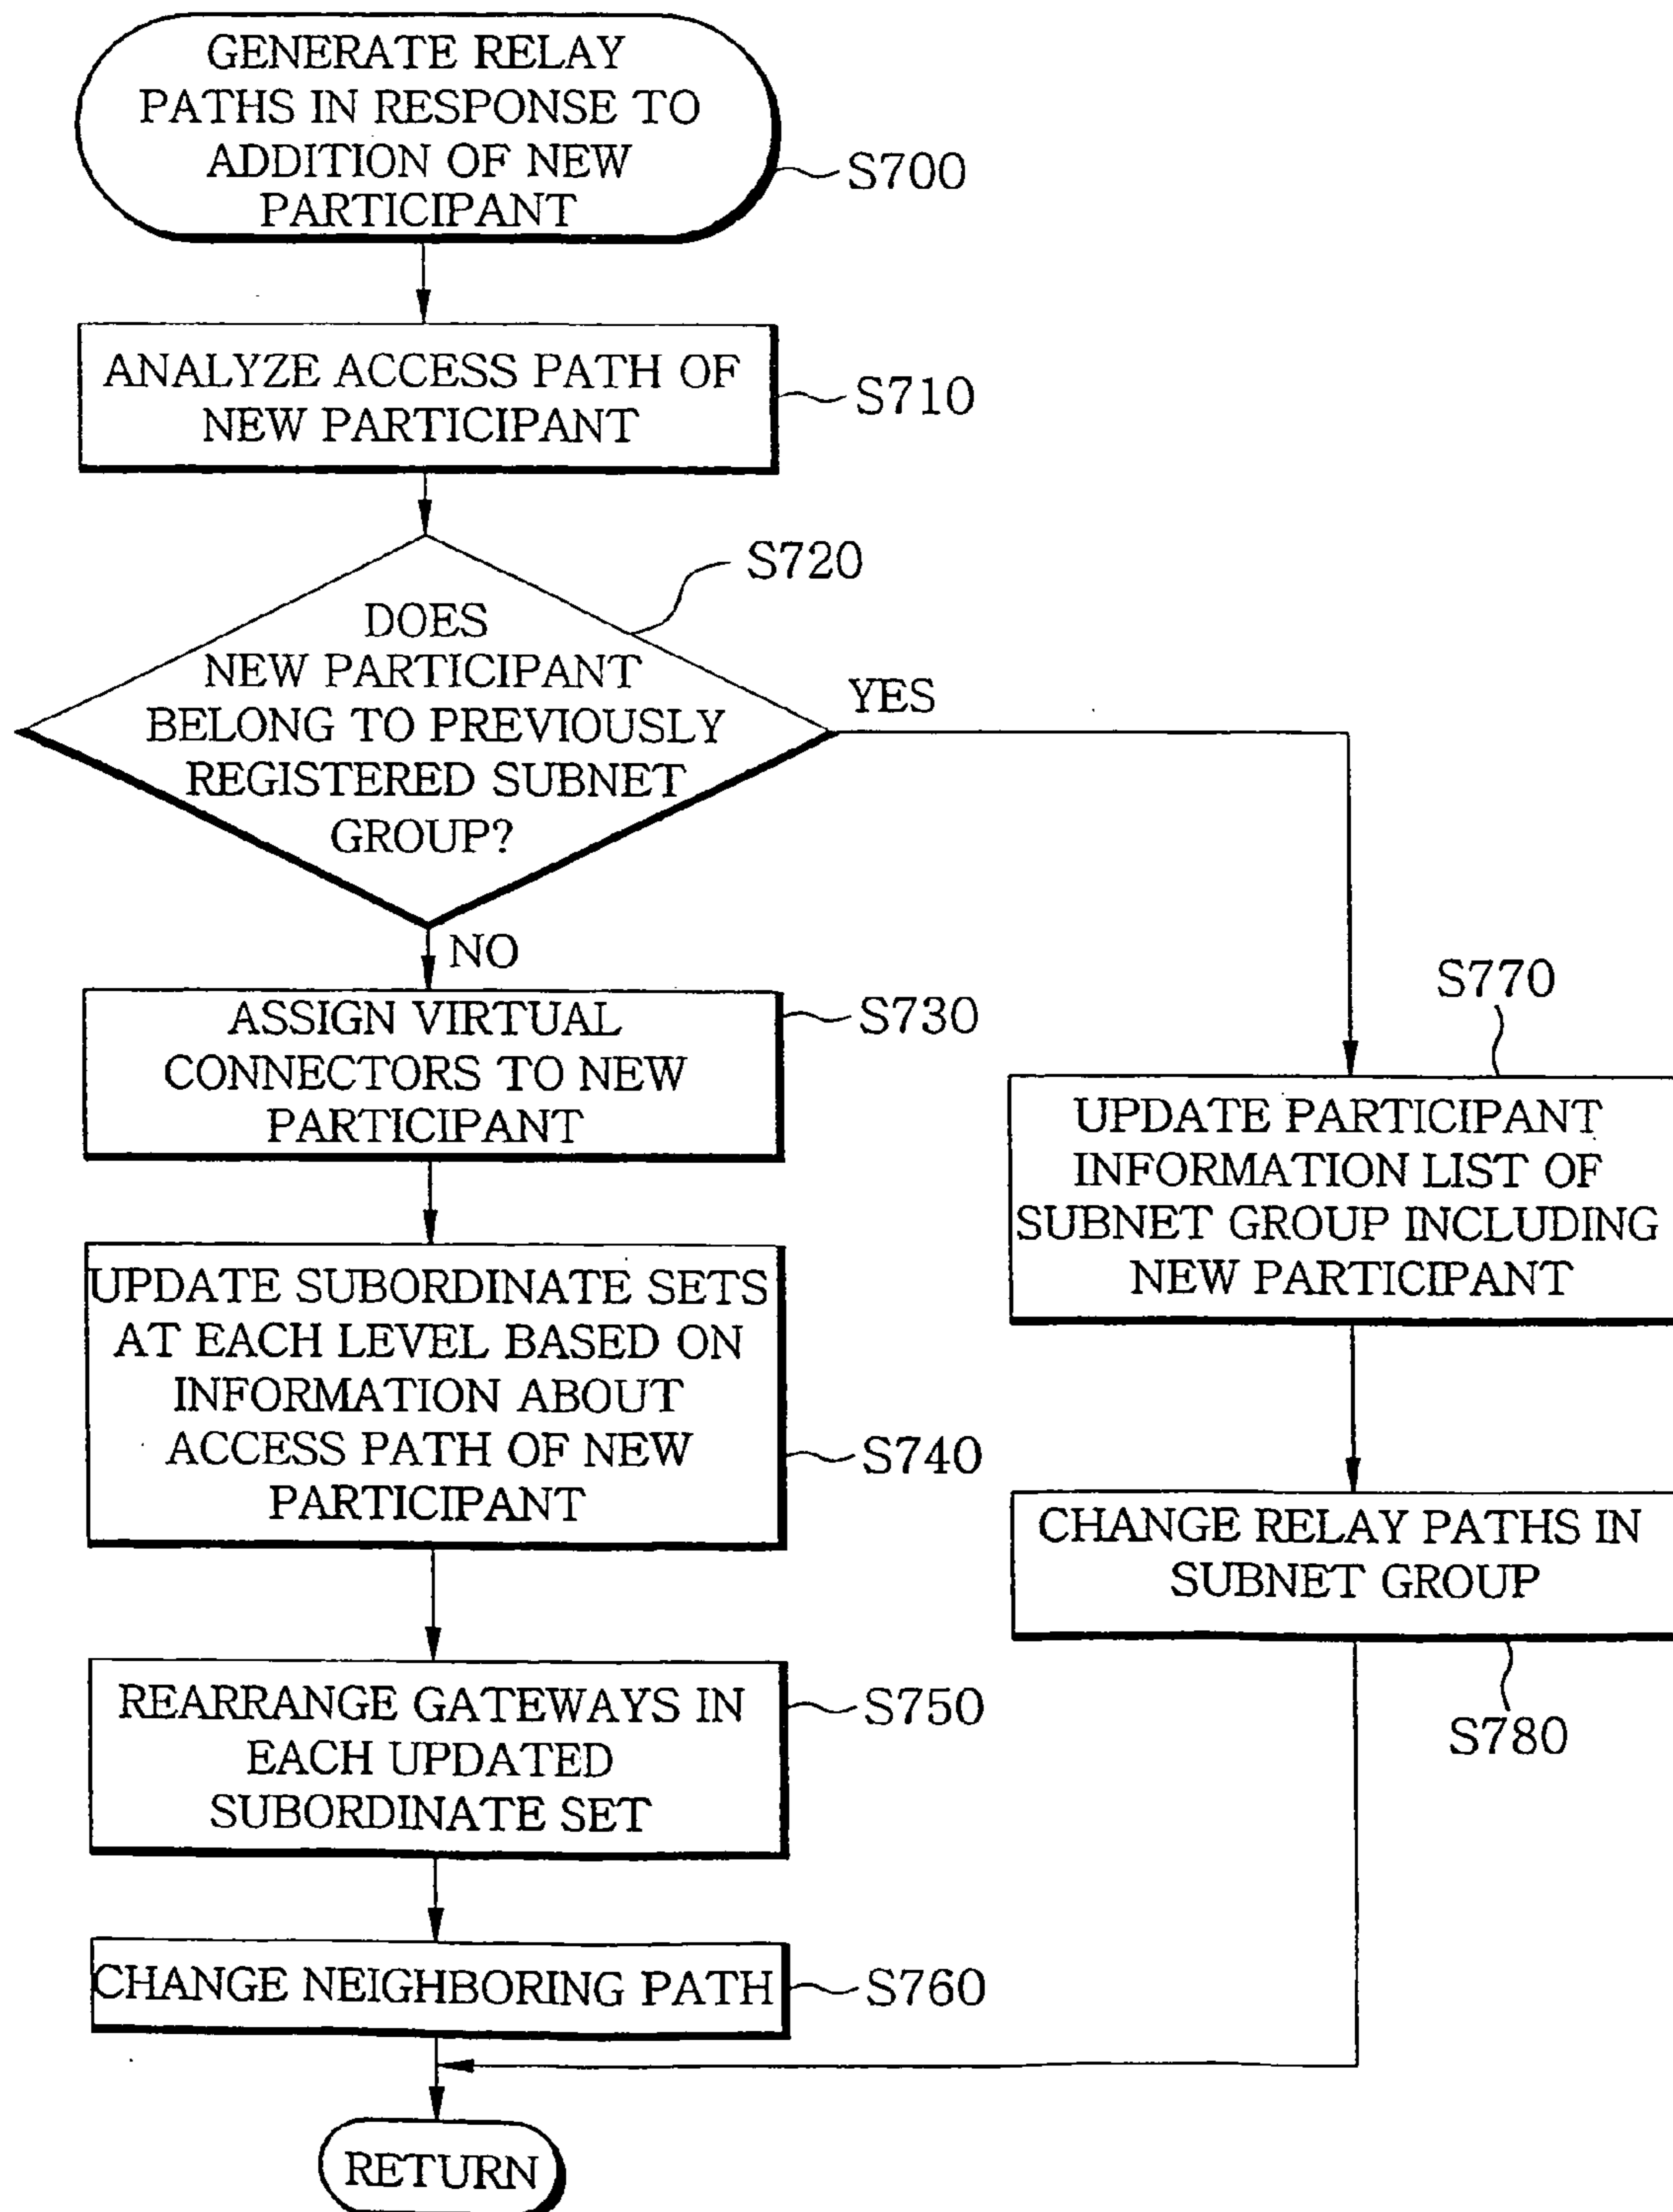 GENERATE RELAY
PATHS IN RESPONSE TO
ADDITION OF NEW
PARTICIPANT
S700
ANALYZE ACCESS PATH OF
NEW PARTICIPANT
S710
S720
DOES
NEW PARTICIPANT
BELONG TO PREVIOUSLY
REGISTERED SUBNET
GROUP?
YES
NO
ASSIGN VIRTUAL
CONNECTORS TO NEW
PARTICIPANT
S730
UPDATE SUBORDINATE SETS
AT EACH LEVEL BASED ON
INFORMATION ABOUT
ACCESS PATH OF NEW
PARTICIPANT
S740
REARRANGE GATEWAYS IN
EACH UPDATED
SUBORDINATE SET
S750
CHANGE NEIGHBORING PATH
S760
S770
UPDATE PARTICIPANT
INFORMATION LIST OF
SUBNET GROUP INCLUDING
NEW PARTICIPANT
CHANGE RELAY PATHS IN
SUBNET GROUP
S780
RETURN